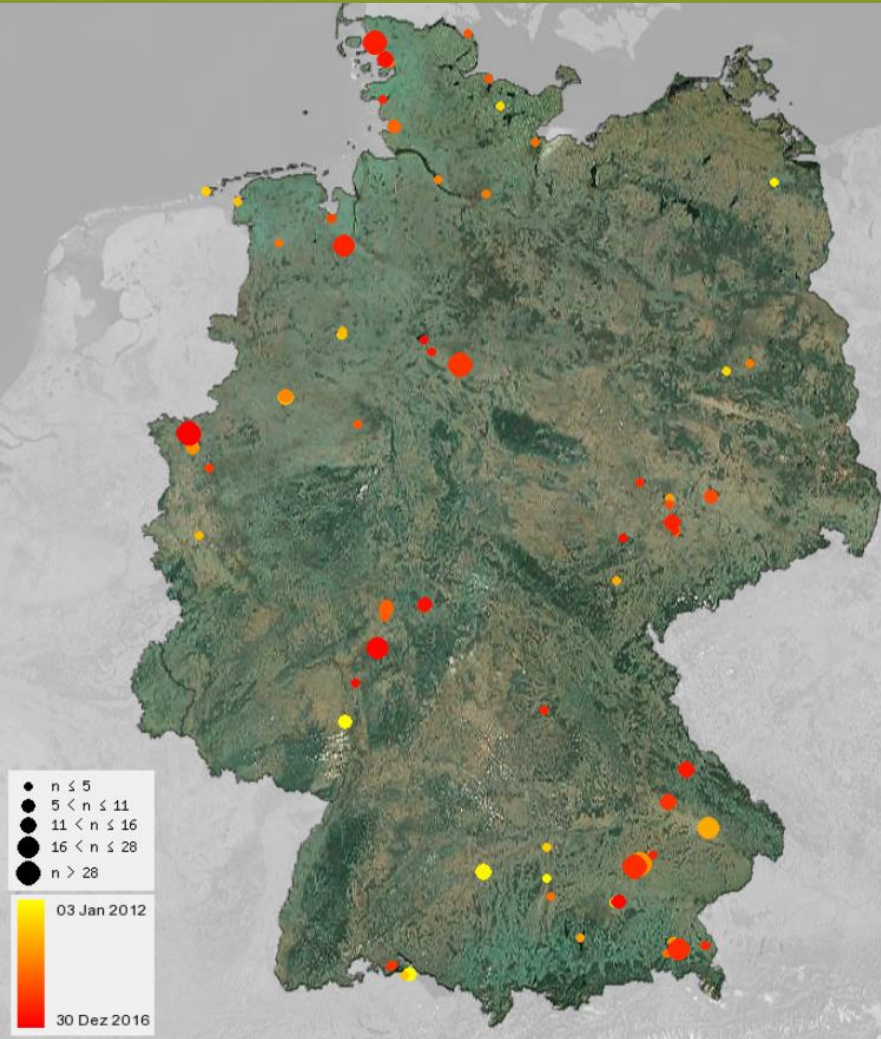 n ≤ 5
5 < n ≤ 11
11 < n ≤ 16
16 < n ≤ 28
n > 28
03 Jan 2012
30 Dez 2016